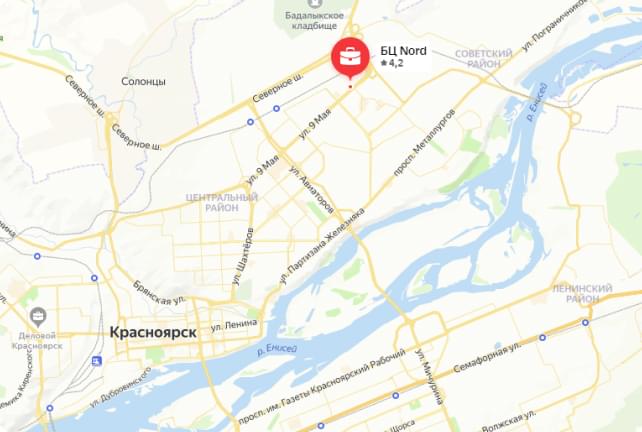 Бадалыкское
кладбище
ул. Пограничников
БЦ Nord
4,2
СОВЕТСКИЙ
РАЙОН
Солонцы
Северное ш.
Северное ш.
Северное ш.
р. Енисей
ул. 9 Мая
просп. Металлургов
ул. 9 Мая
ул. Авиаторов
ЦЕНТРАЛЬНЫЙ
РАЙОН
ул. Партизана Железняка
ул. Шахтёров
Брянская ул.
ЛЕНИНСКИЙ
РАЙОН
Деловой
Красноярск
Красноярск
ул. Ленина
р. Енисей
ул. Дубровинского
просп. им. Газеты Красноярский Рабочий
ул. Мичурина
Семафорная ул.
Волжская ул.